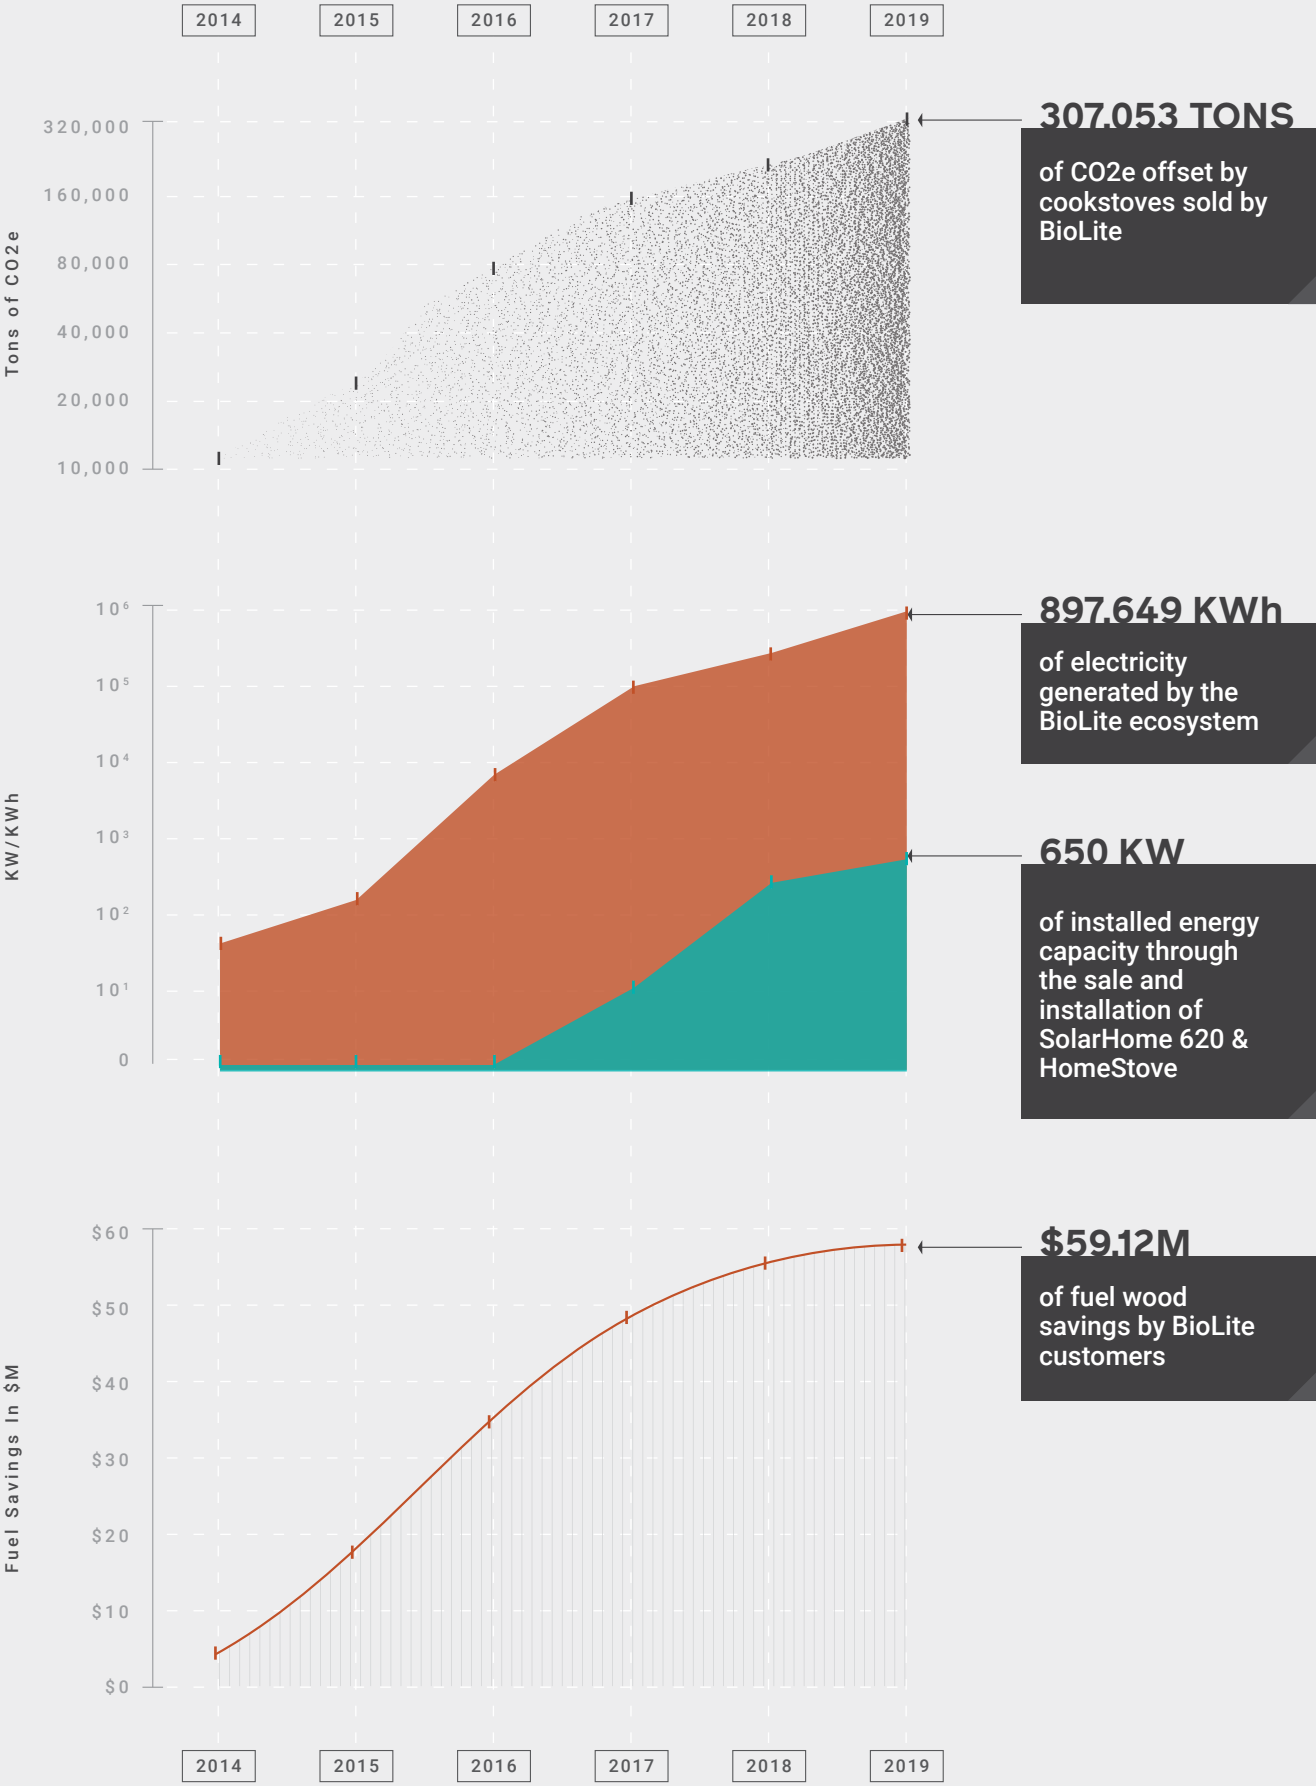 2014 2015 2016 2017 2018 2019
Tons of CO2e
320,000
160,000
80,000
40,000
20,000
10,000
307,053 TONS
of CO2e offset by
cookstoves sold by
BioLite
KW/KWh
10⁶
10⁵
10⁴
10³
10²
10¹
0
897,649 KWh
of electricity
generated by the
BioLite ecosystem
650 KW
of installed energy
capacity through
the sale and
installation of
SolarHome 620 &
HomeStove
Fuel Savings In $M
$60
$50
$40
$30
$20
$10
$0
$59.12M
of fuel wood
savings by BioLite
customers
2014 2015 2016 2017 2018 2019